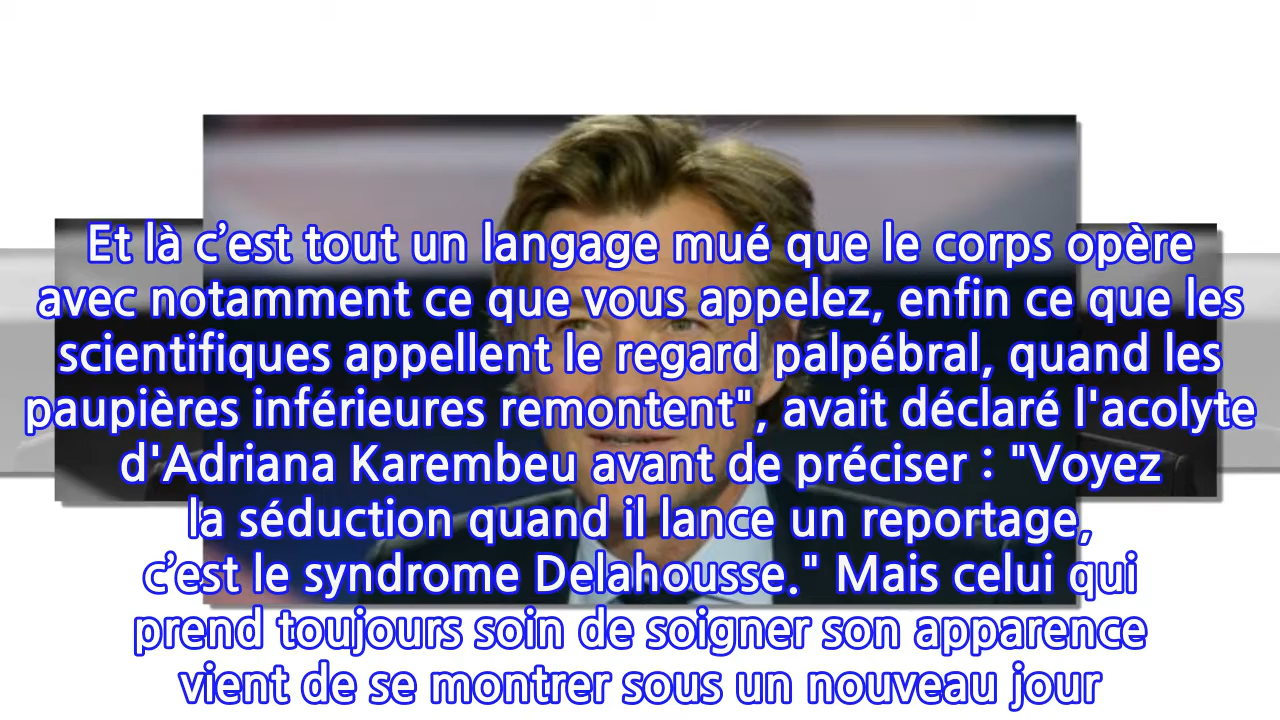 Et là c’est tout un langage mué que le corps opère
avec notamment ce que vous appelez, enfin ce que les
scientifiques appellent le regard palpébral, quand les
paupières inférieures remontent", avait déclaré l'acolyte
d'Adriana Karembeu avant de préciser : "Voyez
la séduction quand il lance un reportage,
c’est le syndrome Delahousse." Mais celui qui
prend toujours soin de soigner son apparence
vient de se montrer sous un nouveau jour